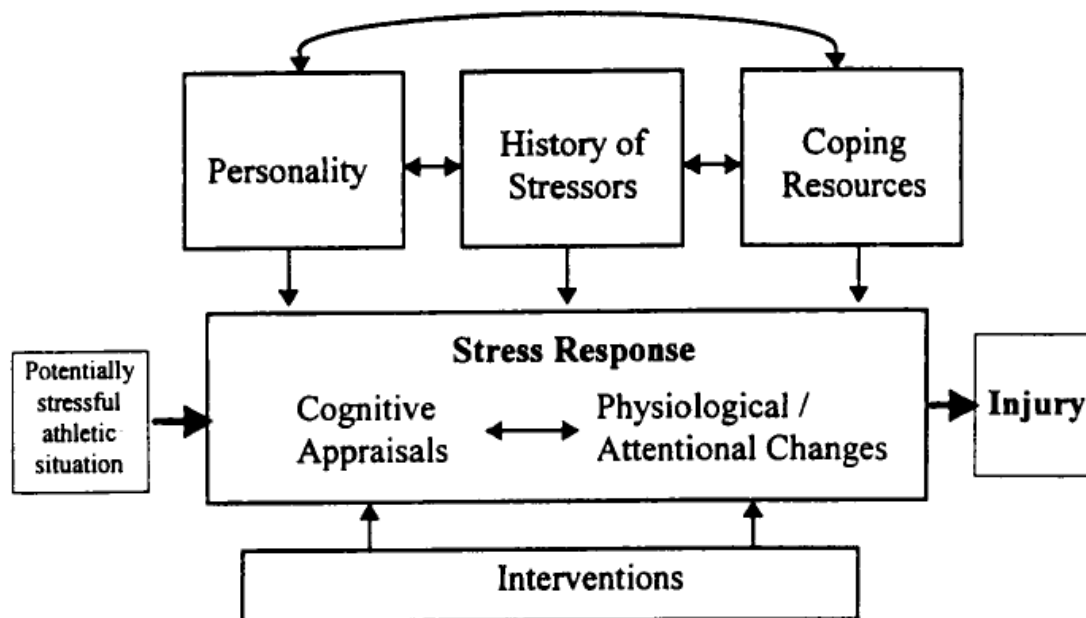 Personality
History of
Stressors
Coping
Resources
Stress Response
Potentially
stressful
athletic
situation
Cognitive
Appraisals
Physiological /
Attentional Changes
Injury
Interventions